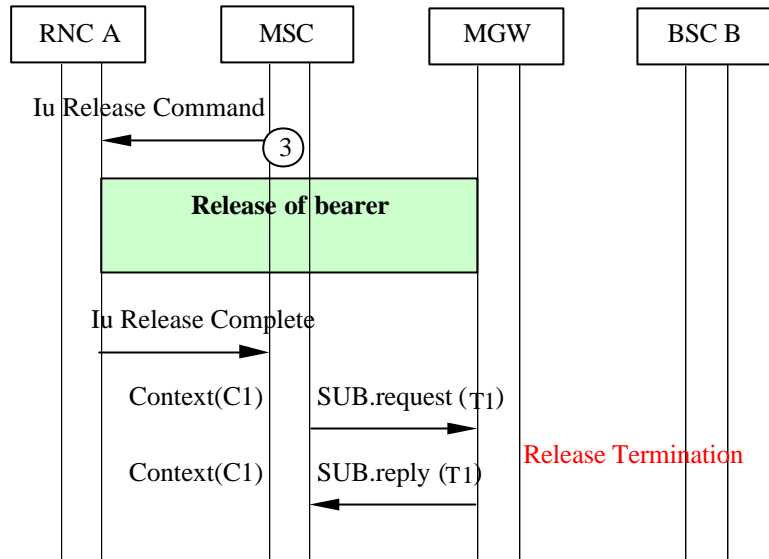 RNC A MSC MGW BSC B
Iu Release Command
3
Release of bearer
Iu Release Complete
Context(C1) SUB.request (T1)
Release Termination
Context(C1) SUB.reply (T1)